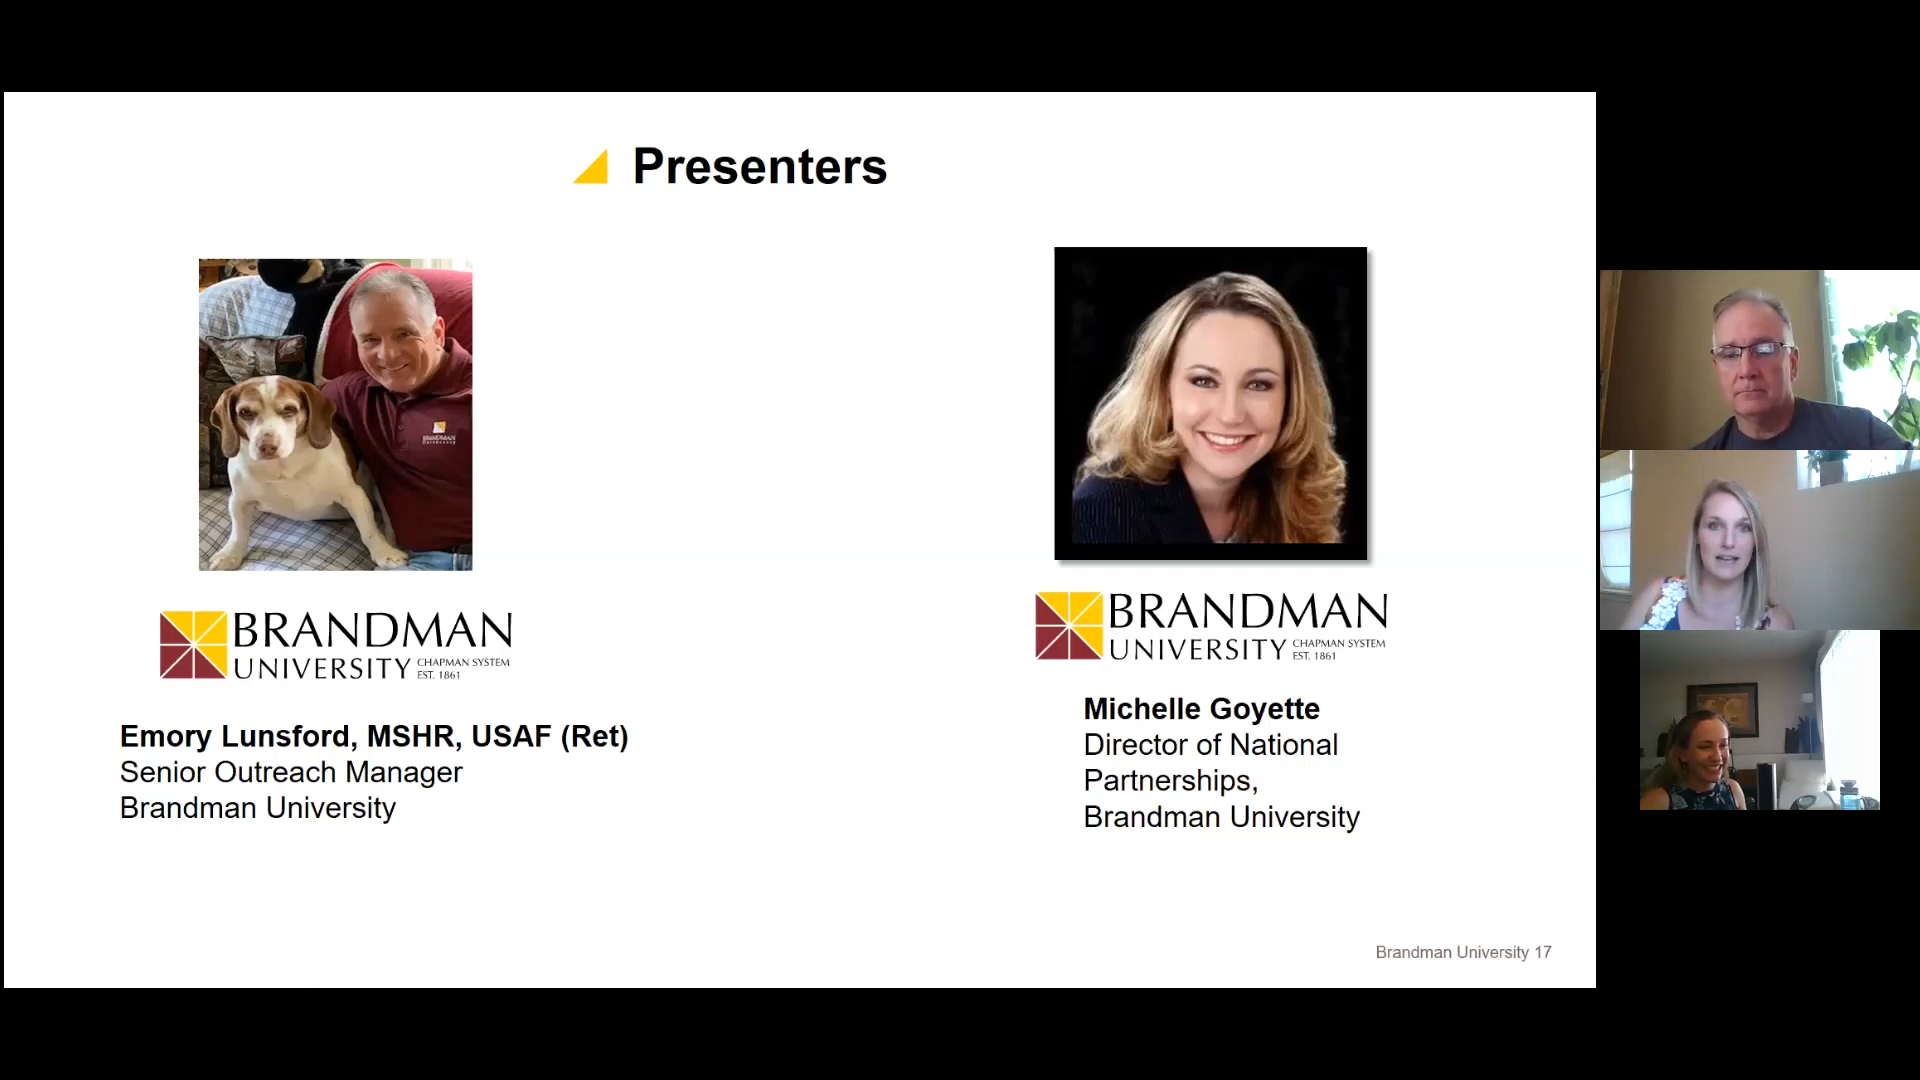 Presenters
BRANDMAN
UNIVERSITY CHAPMAN SYSTEM
EST. 1861
Emory Lunsford, MSHR, USAF (Ret)
Senior Outreach Manager
Brandman University
BRANDMAN
UNIVERSITY CHAPMAN SYSTEM
EST. 1861
Michelle Goyette
Director of National
Partnerships,
Brandman University
Brandman University 17